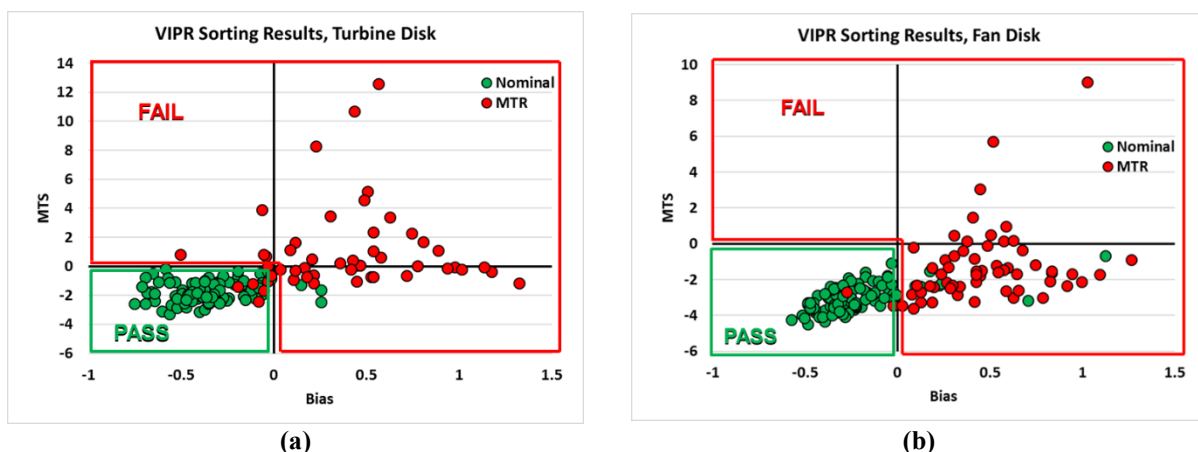 VIPR Sorting Results, Turbine Disk
14
12
10
8
6
4
2
0
-2
-4
-6
MTS
FAIL
PASS
Nominal
MTR
-1
-0.5
0
0.5
1
1.5
Bias
(a)
VIPR Sorting Results, Fan Disk
10
8
6
4
2
0
-2
-4
-6
MTS
FAIL
PASS
Nominal
MTR
-1
-0.5
0
0.5
1
1.5
Bias
(b)